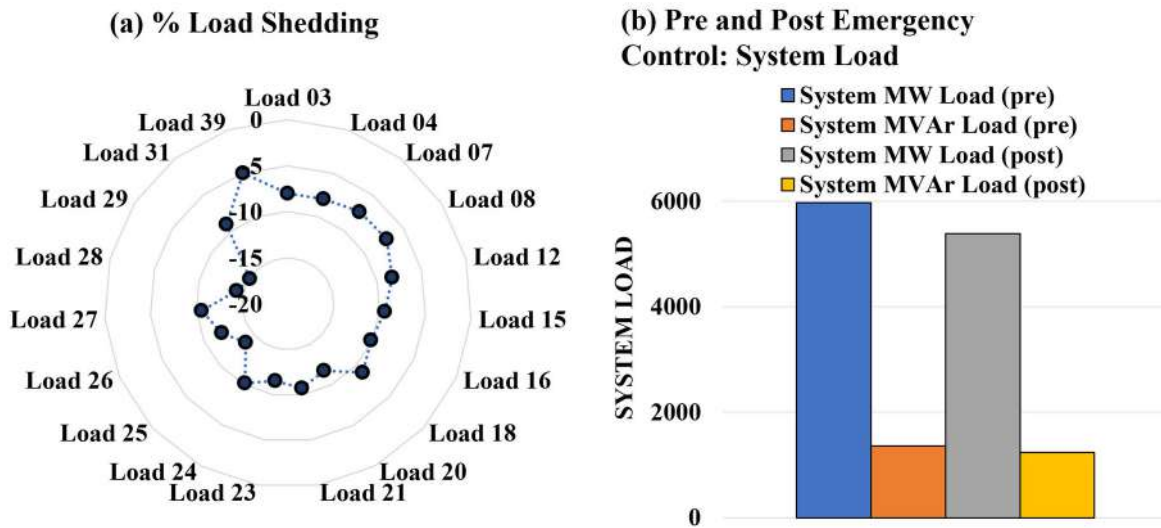 (a) % Load Shedding
Load 03
Load 04
Load 07
Load 08
Load 12
Load 15
Load 16
Load 18
Load 20
Load 21
Load 23
Load 24
Load 25
Load 26
Load 27
Load 28
Load 29
Load 31
Load 39
0
-5
-10
-15
-20
(b) Pre and Post Emergency
Control: System Load
System MW Load (pre)
System MVAr Load (pre)
System MW Load (post)
System MVAr Load (post)
SYSTEM LOAD
6000
4000
2000
0